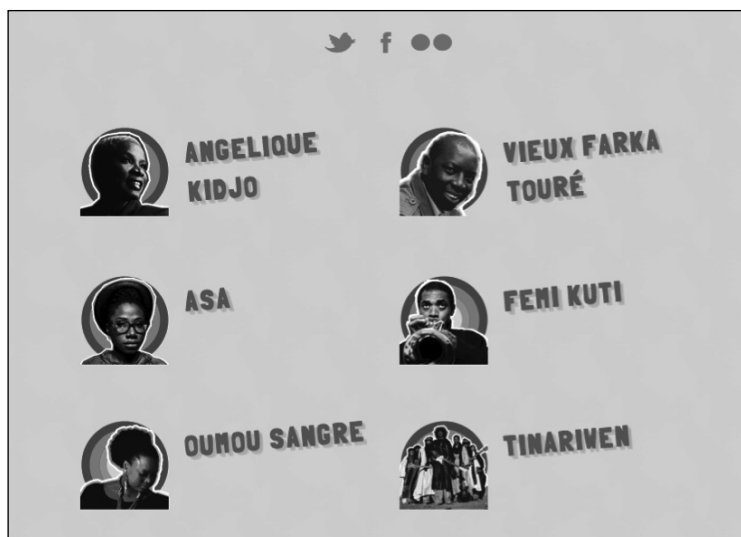 ANGELIQUE
KIDJO
VIEUX FARKA
TOURÉ
ASA
FEMI KUTI
OUMOU SANGRE
TINARIWEN